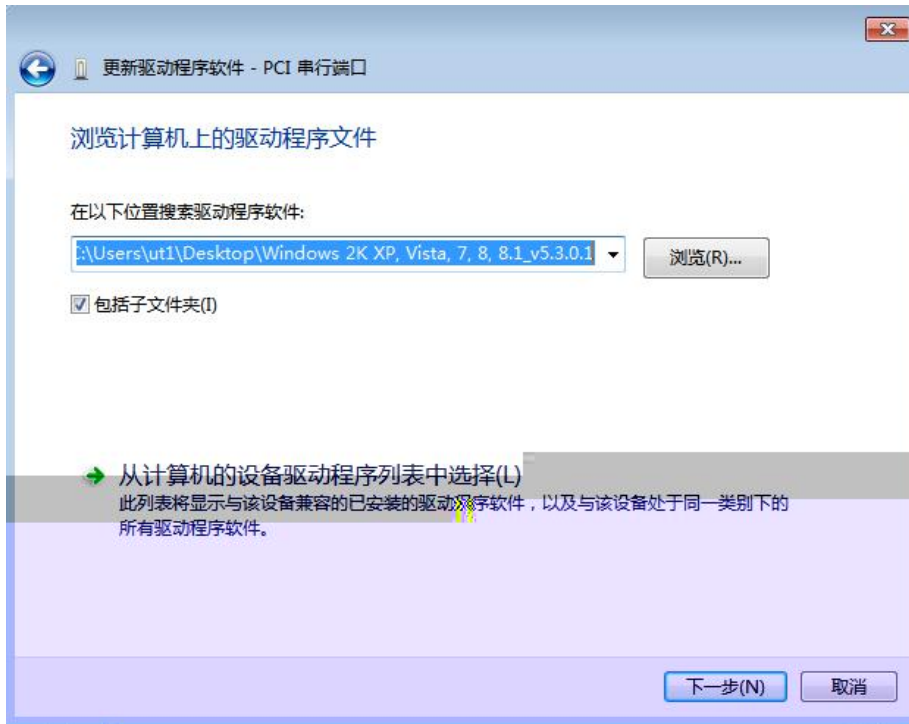 更新驱动程序软件 - PCI 串行端口
浏览计算机上的驱动程序文件
在以下位置搜索驱动程序软件:
:\Users\ut1\Desktop\Windows 2K XP, Vista, 7, 8, 8.1_v5.3.0.1
浏览(R)...
包括子文件夹(I)
从计算机的设备驱动程序列表中选择(L)
此列表将显示与该设备兼容的已安装的驱动程序软件，以及与该设备处于同一类别下的
所有驱动程序软件。
下一步(N)
取消